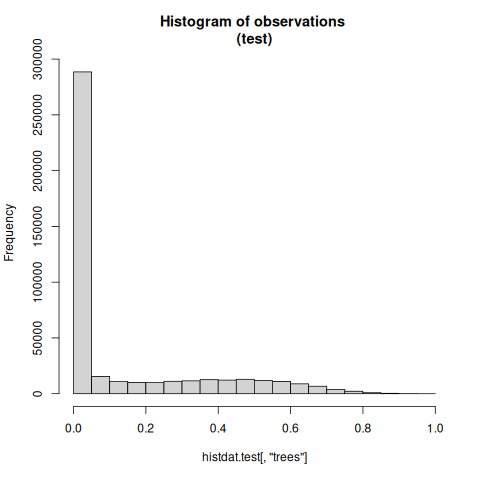 Histogram of observations
(test)
Frequency
300000
250000
200000
150000
100000
50000
0
0.0 0.2 0.4 0.6 0.8 1.0
histdat.test[, "trees"]